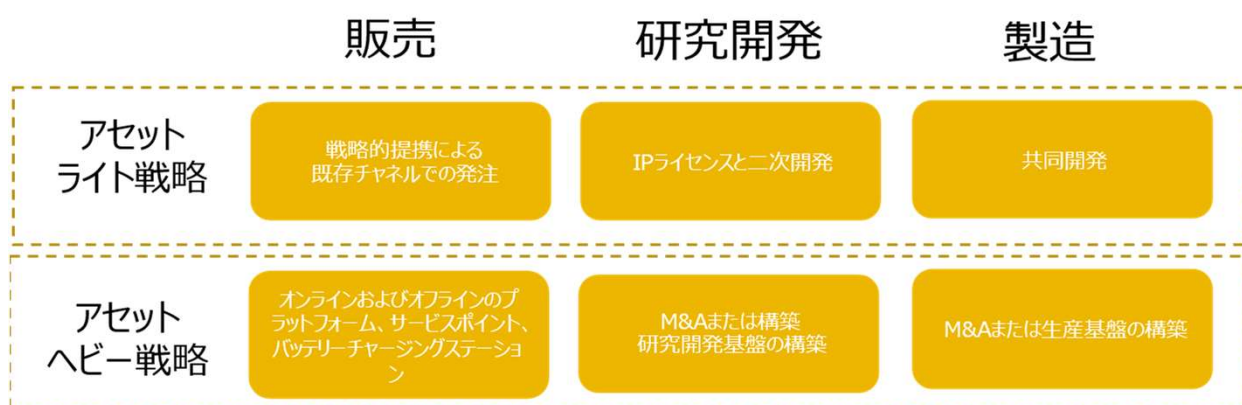 販売
研究開発
製造
アセット
ライト戦略
戦略的提携による
既存チャネルでの発注
IPライセンスと二次開発
共同開発
アセット
ヘビー戦略
オンラインおよびオフラインのプ
ラットフォーム、サービスポイント、
バッテリーチャージングステーショ
ン
M&Aまたは構築
研究開発基盤の構築
M&Aまたは生産基盤の構築